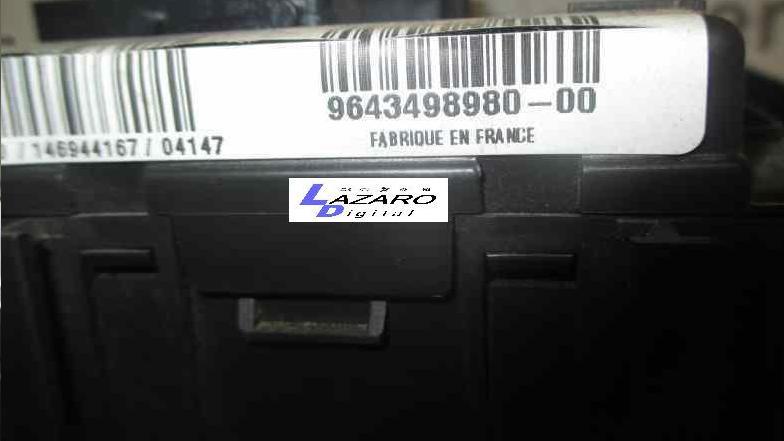 9643498980-00
FABRIQUE EN FRANCE
/ 146944167 / 04147
LAZARO
Digital